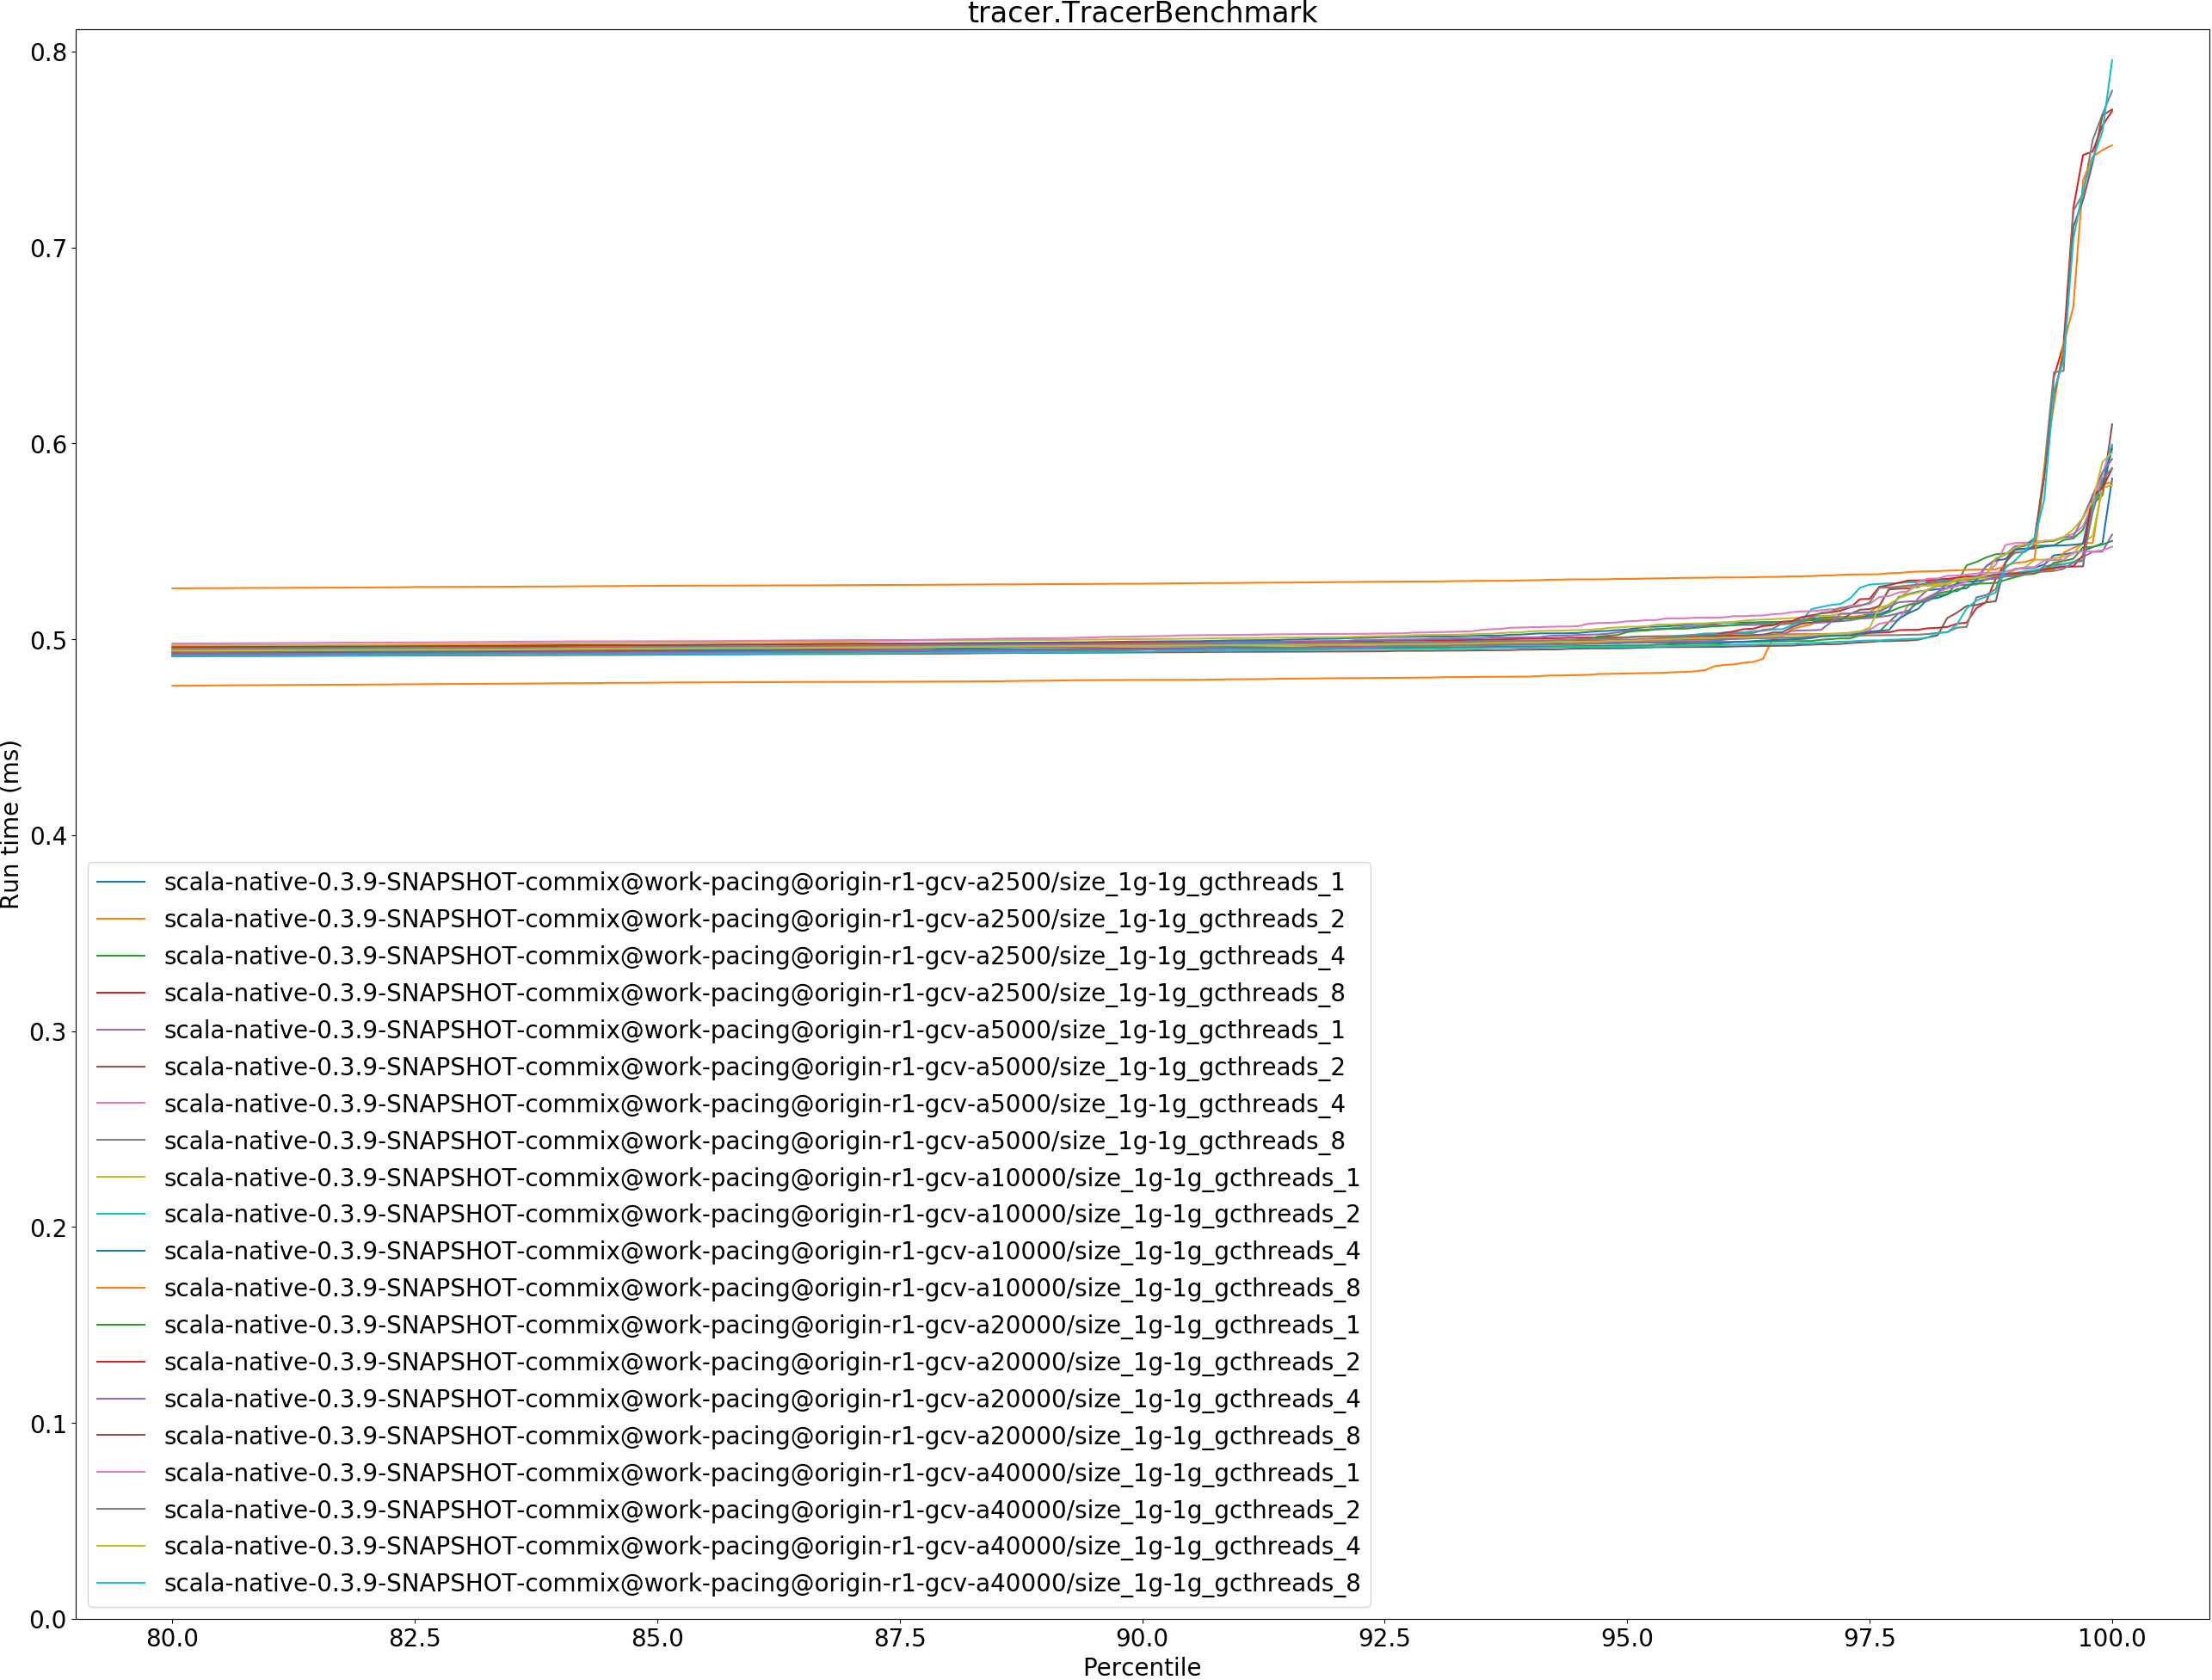 tracer.TracerBenchmark
0.8
0.7
0.6
0.5
0.4
0.3
0.2
0.1
0.0
Run time (ms)
scala-native-0.3.9-SNAPSHOT-commix@work-pacing@origin-r1-gcv-a2500/size_1g-1g_gcthreads_1
scala-native-0.3.9-SNAPSHOT-commix@work-pacing@origin-r1-gcv-a2500/size_1g-1g_gcthreads_2
scala-native-0.3.9-SNAPSHOT-commix@work-pacing@origin-r1-gcv-a2500/size_1g-1g_gcthreads_4
scala-native-0.3.9-SNAPSHOT-commix@work-pacing@origin-r1-gcv-a2500/size_1g-1g_gcthreads_8
scala-native-0.3.9-SNAPSHOT-commix@work-pacing@origin-r1-gcv-a5000/size_1g-1g_gcthreads_1
scala-native-0.3.9-SNAPSHOT-commix@work-pacing@origin-r1-gcv-a5000/size_1g-1g_gcthreads_2
scala-native-0.3.9-SNAPSHOT-commix@work-pacing@origin-r1-gcv-a5000/size_1g-1g_gcthreads_4
scala-native-0.3.9-SNAPSHOT-commix@work-pacing@origin-r1-gcv-a5000/size_1g-1g_gcthreads_8
scala-native-0.3.9-SNAPSHOT-commix@work-pacing@origin-r1-gcv-a10000/size_1g-1g_gcthreads_1
scala-native-0.3.9-SNAPSHOT-commix@work-pacing@origin-r1-gcv-a10000/size_1g-1g_gcthreads_2
scala-native-0.3.9-SNAPSHOT-commix@work-pacing@origin-r1-gcv-a10000/size_1g-1g_gcthreads_4
scala-native-0.3.9-SNAPSHOT-commix@work-pacing@origin-r1-gcv-a10000/size_1g-1g_gcthreads_8
scala-native-0.3.9-SNAPSHOT-commix@work-pacing@origin-r1-gcv-a20000/size_1g-1g_gcthreads_1
scala-native-0.3.9-SNAPSHOT-commix@work-pacing@origin-r1-gcv-a20000/size_1g-1g_gcthreads_2
scala-native-0.3.9-SNAPSHOT-commix@work-pacing@origin-r1-gcv-a20000/size_1g-1g_gcthreads_4
scala-native-0.3.9-SNAPSHOT-commix@work-pacing@origin-r1-gcv-a20000/size_1g-1g_gcthreads_8
scala-native-0.3.9-SNAPSHOT-commix@work-pacing@origin-r1-gcv-a40000/size_1g-1g_gcthreads_1
scala-native-0.3.9-SNAPSHOT-commix@work-pacing@origin-r1-gcv-a40000/size_1g-1g_gcthreads_2
scala-native-0.3.9-SNAPSHOT-commix@work-pacing@origin-r1-gcv-a40000/size_1g-1g_gcthreads_4
scala-native-0.3.9-SNAPSHOT-commix@work-pacing@origin-r1-gcv-a40000/size_1g-1g_gcthreads_8
80.0 82.5 85.0 87.5 90.0 92.5 95.0 97.5 100.0
Percentile